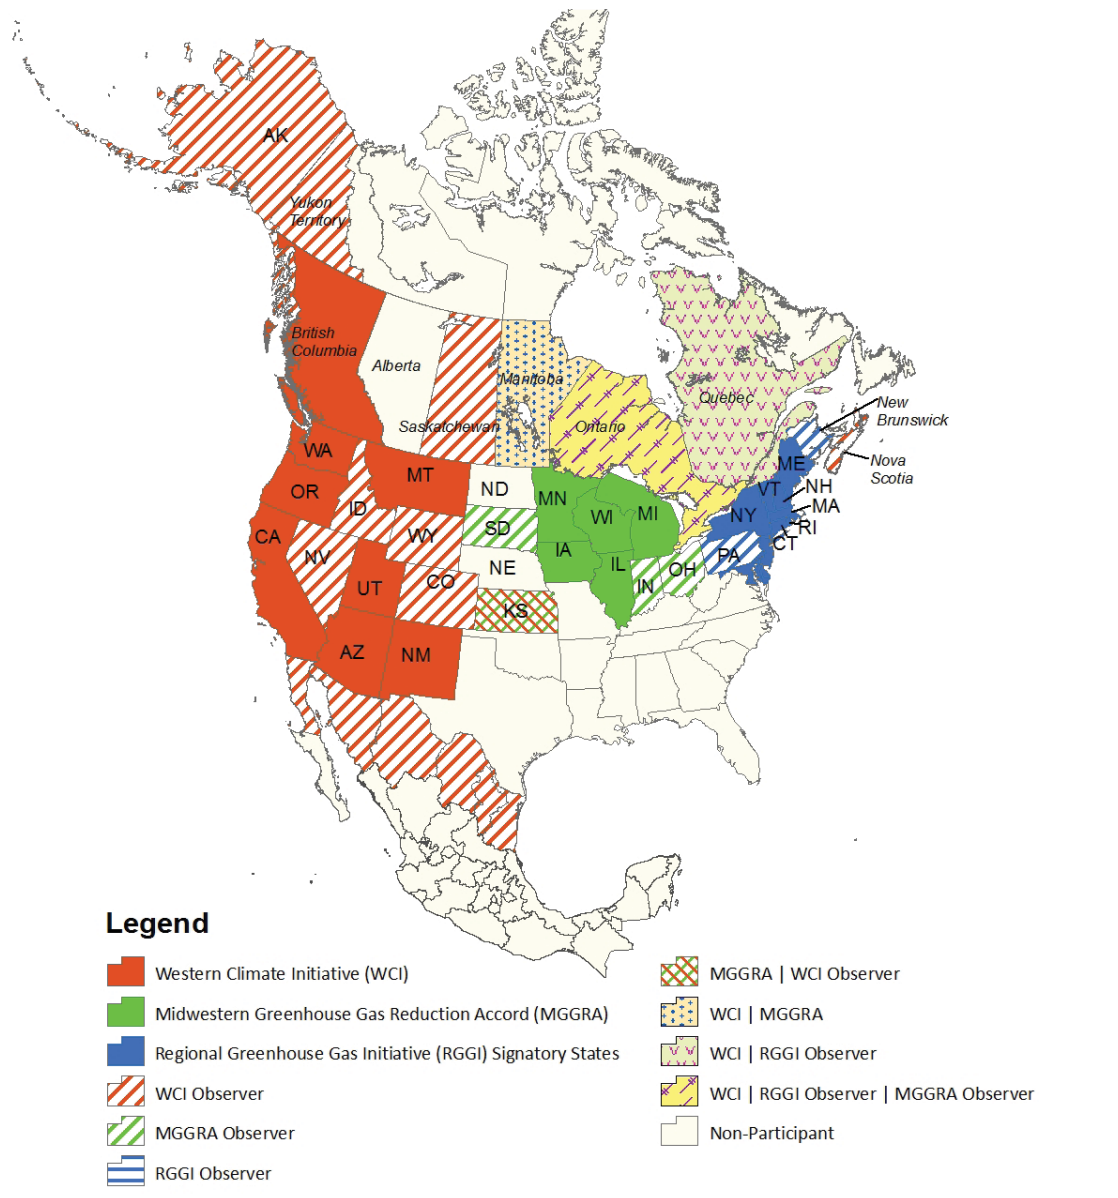 AK
Yukon
Territory
British
Columbia
Alberta
Manitoba
Saskatchewan
Ontario
Quebec
New
Brunswick
Nova
Scotia
WA
MT
OR
ID
ND
MN
SD
WI
MI
ME
VT
NH
MA
NY
RI
CT
CA
NV
WY
IA
NE
IL
IN
OH
PA
UT
CO
KS
AZ
NM
Legend
Western Climate Initiative (WCI)
Midwestern Greenhouse Gas Reduction Accord (MGGRA)
Regional Greenhouse Gas Initiative (RGGI) Signatory States
WCI Observer
MGGRA Observer
RGGI Observer
MGGRA | WCI Observer
WCI | MGGRA
WCI | RGGI Observer
WCI | RGGI Observer | MGGRA Observer
Non-Participant